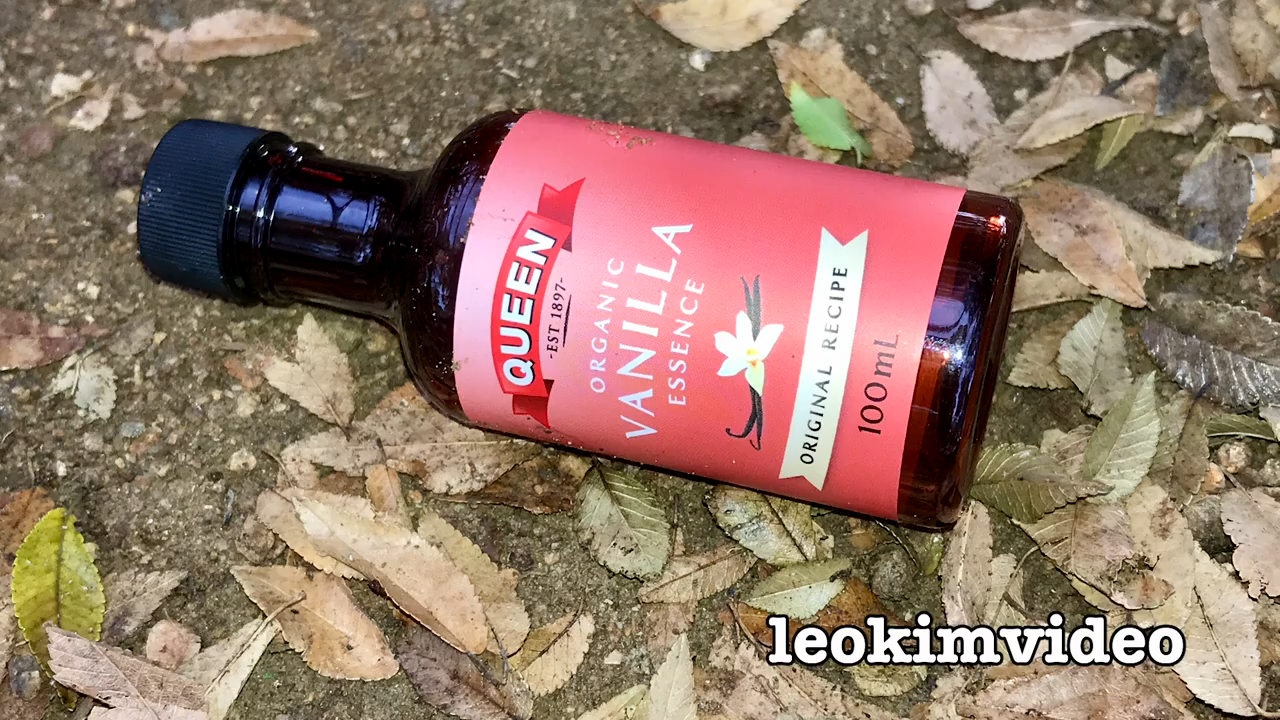 QUEEN
-EST 1897-
ORGANIC
VANILLA
ESSENCE
ORIGINAL RECIPE
100mL
leokimvideo